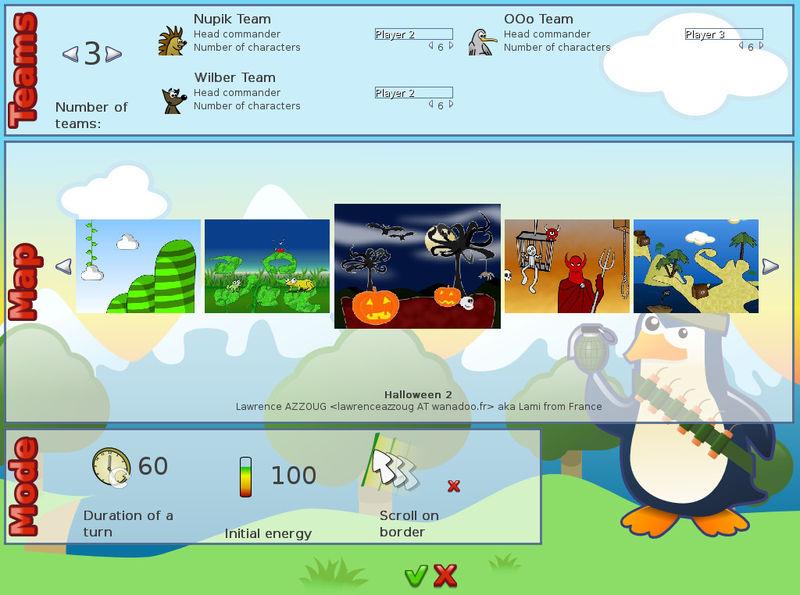 Teams
3
Number of
teams:
Nupik Team
Head commander
Player 2
Number of characters
6
OOo Team
Head commander
Player 3
Number of characters
6
Wilber Team
Head commander
Player 2
Number of characters
6
Map
Halloween 2
Lawrence AZZOUG <lawrenceazzoug AT wanadoo.fr> aka Lami from France
Mode
60
Duration of a
turn
100
Initial energy
Scroll on
border